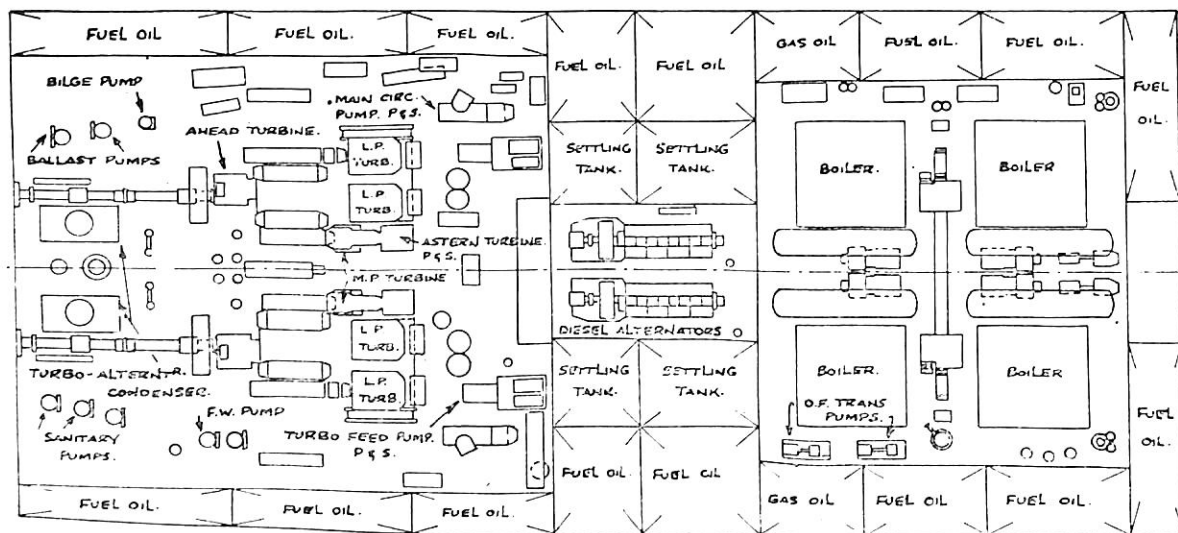 FUEL OIL
FUEL OIL.
FUEL OIL.
FUEL OIL.
FUEL OIL
GAS OIL
FUEL OIL.
FUEL OIL.
FUEL
OIL.
BILGE PUMP
MAIN CIRC.
PUMP. P&S.
AHEAD TURBINE.
BALLAST PUMPS
L.P.
TURB.
L.P
TURB.
SETTLING
TANK.
SETTLING
TANK.
BOILER.
BOILER
ASTERN TURBINE.
P&S.
M.P TURBINE
DIESEL ALTERNATORS
L.P
TURB.
L.P.
TURB.
TURBO-ALTERNTR.
CONDENSER.
SANITARY
PUMPS.
F.W. PUMP
TURBO FEED PUMP.
P&S.
SETTLING
TANK.
SETTLING
TANK.
BOILER.
BOILER
O.F. TRANS
PUMPS.
FUEL
OIL.
FUEL OIL.
FUEL OIL
FUEL OIL.
FUEL OIL.
FUEL OIL.
GAS OIL
FUEL OIL.
FUEL OIL.